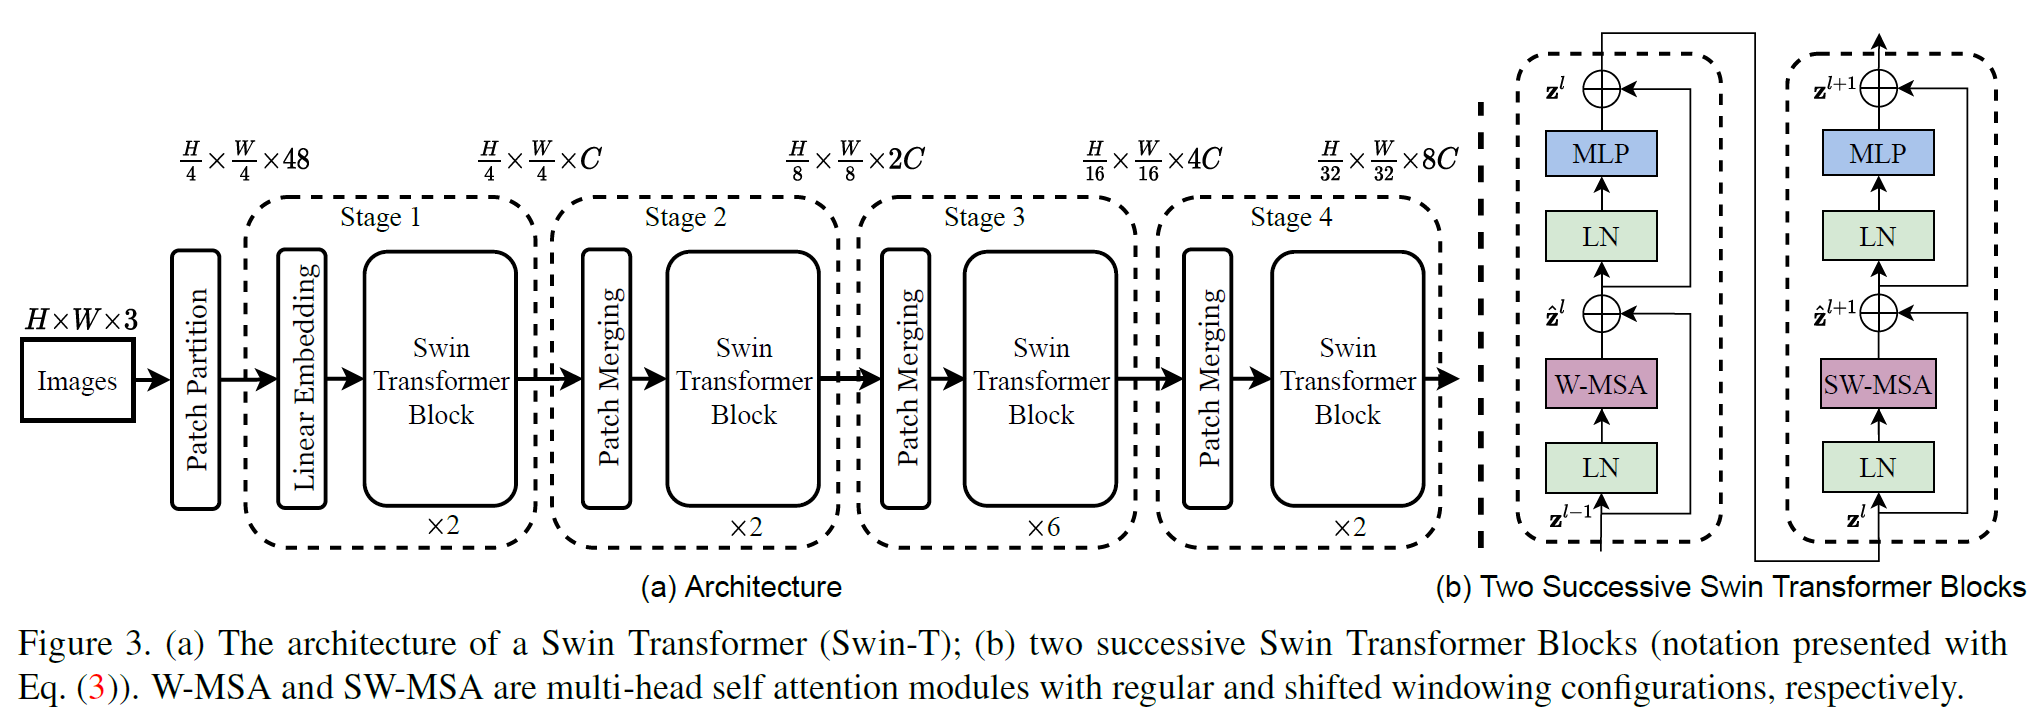 H/4 × W/4 × 48
H/4 × W/4 × C
H/8 × W/8 × 2C
H/16 × W/16 × 4C
H/32 × W/32 × 8C
H×W×3
Images
Patch Partition
Stage 1
Linear Embedding
Swin
Transformer
Block
×2
Stage 2
Patch Merging
Swin
Transformer
Block
×2
Stage 3
Patch Merging
Swin
Transformer
Block
×6
Stage 4
Patch Merging
Swin
Transformer
Block
×2
(a) Architecture
z^l
MLP
LN
ẑ^l
W-MSA
LN
z^{l-1}
z^{l+1}
MLP
LN
ẑ^{l+1}
SW-MSA
LN
z^l
(b) Two Successive Swin Transformer Blocks
Figure 3. (a) The architecture of a Swin Transformer (Swin-T); (b) two successive Swin Transformer Blocks (notation presented with
Eq. (3)). W-MSA and SW-MSA are multi-head self attention modules with regular and shifted windowing configurations, respectively.